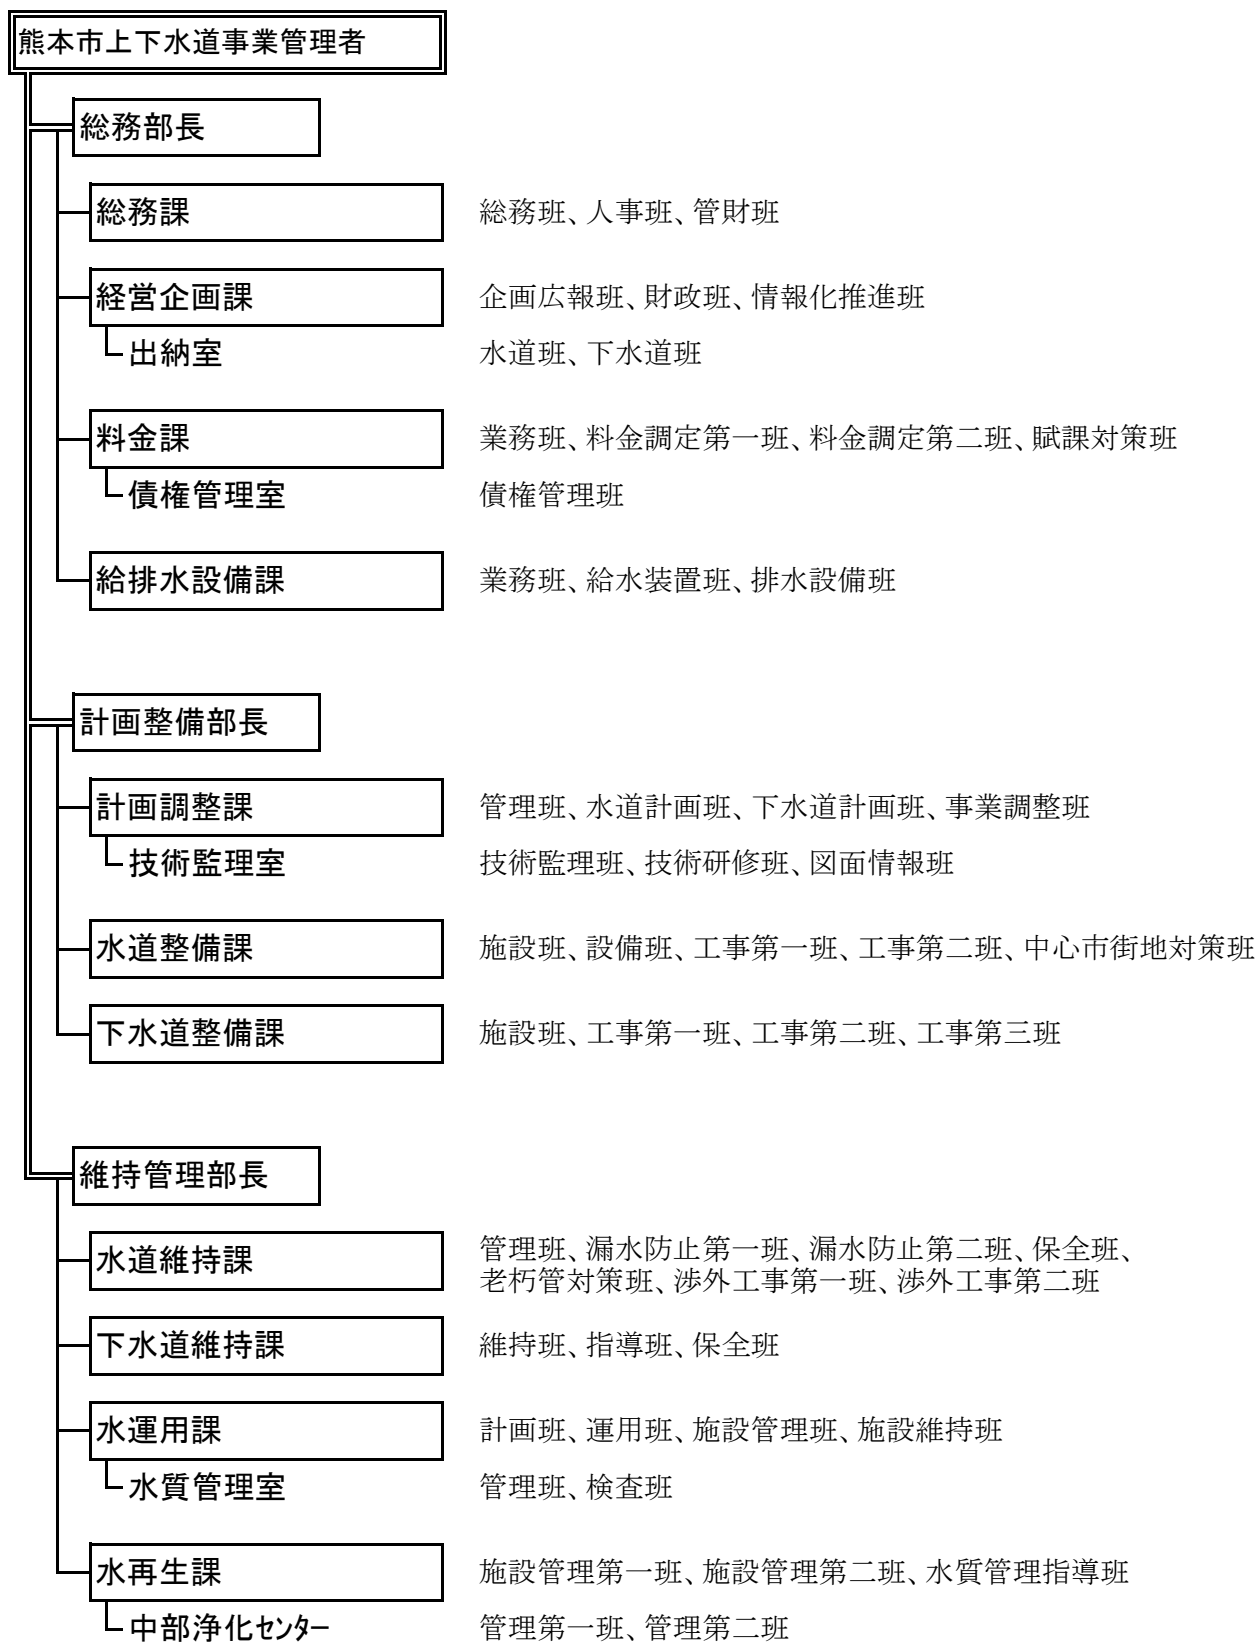 熊本市上下水道事業管理者
総務部長
総務課 総務班、人事班、管財班
経営企画課 企画広報班、財政班、情報化推進班
出納室 水道班、下水道班
料金課 業務班、料金調定第一班、料金調定第二班、賦課対策班
債権管理室 債権管理班
給排水設備課 業務班、給水装置班、排水設備班
計画整備部長
計画調整課 管理班、水道計画班、下水道計画班、事業調整班
技術監理室 技術監理班、技術研修班、図面情報班
水道整備課 施設班、設備班、工事第一班、工事第二班、中心市街地対策班
下水道整備課 施設班、工事第一班、工事第二班、工事第三班
維持管理部長
水道維持課 管理班、漏水防止第一班、漏水防止第二班、保全班、
老朽管対策班、渉外工事第一班、渉外工事第二班
下水道維持課 維持班、指導班、保全班
水運用課 計画班、運用班、施設管理班、施設維持班
水質管理室 管理班、検査班
水再生課 施設管理第一班、施設管理第二班、水質管理指導班
中部浄化ｾﾝﾀｰ 管理第一班、管理第二班